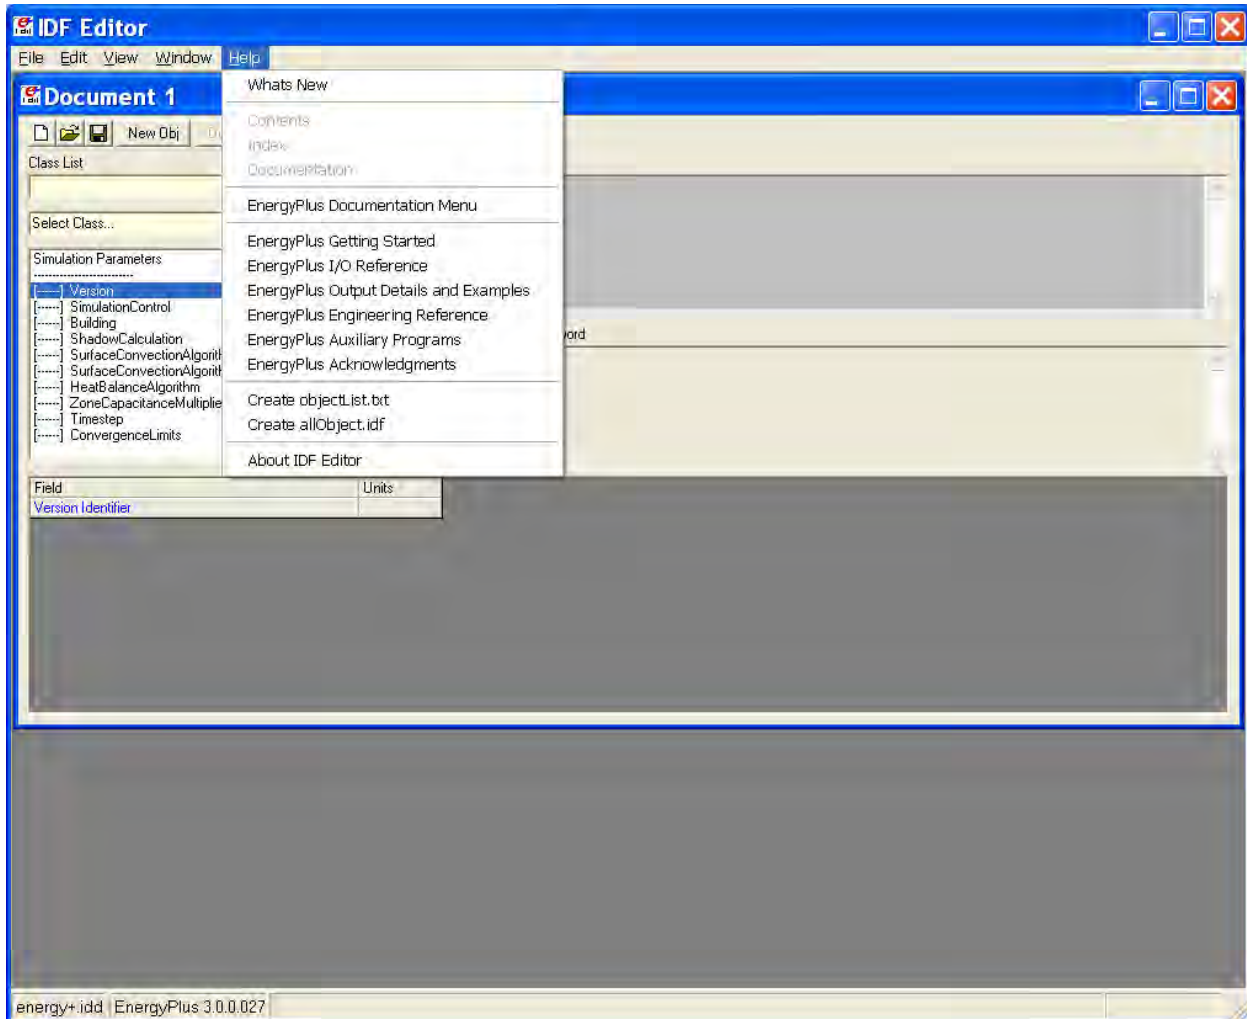 IDF Editor
File Edit View Window Help
Document 1
New Obj
Class List
Select Class...
Simulation Parameters
-------------------------
[------] Version
[------] SimulationControl
[------] Building
[------] ShadowCalculation
[------] SurfaceConvectionAlgorith
[------] SurfaceConvectionAlgorith
[------] HeatBalanceAlgorithm
[------] ZoneCapacitanceMultiplie
[------] Timestep
[------] ConvergenceLimits
Whats New
Contents
Index
Documentation
EnergyPlus Documentation Menu
EnergyPlus Getting Started
EnergyPlus I/O Reference
EnergyPlus Output Details and Examples
EnergyPlus Engineering Reference
EnergyPlus Auxiliary Programs
EnergyPlus Acknowledgments
Create objectList.txt
Create allObject.idf
About IDF Editor
Field Units
Version Identifier
energy+.idd EnergyPlus 3.0.0.027